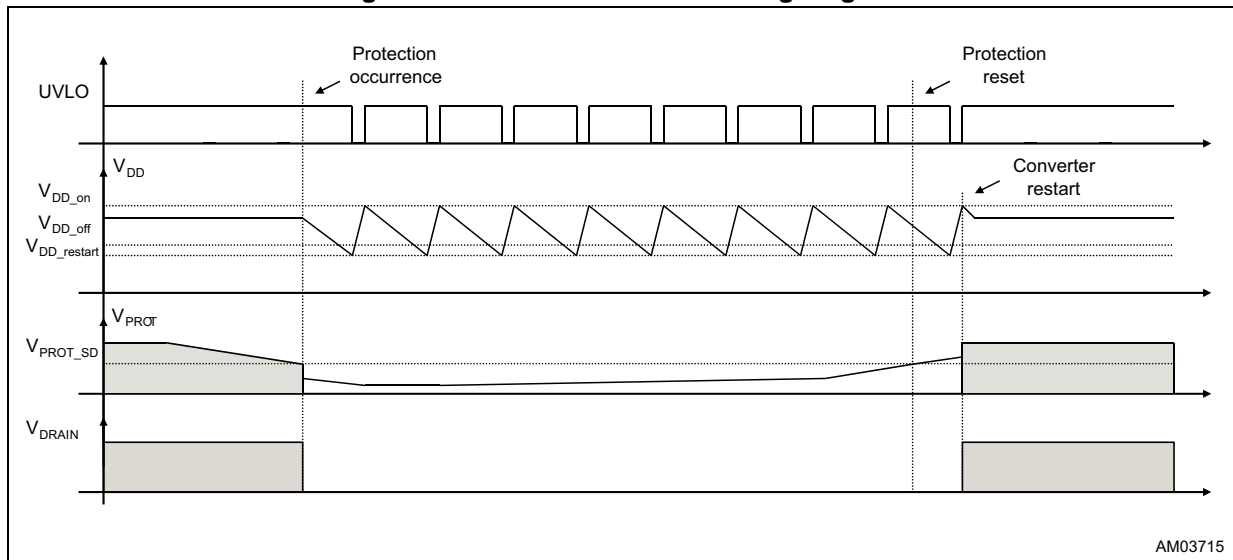 Protection
occurrence
Protection
reset
UVLO
V_DD
V_DD_on
Converter
restart
V_DD_off
V_DD_restart
V_PROT
V_PROT_SD
V_DRAIN
AM03715